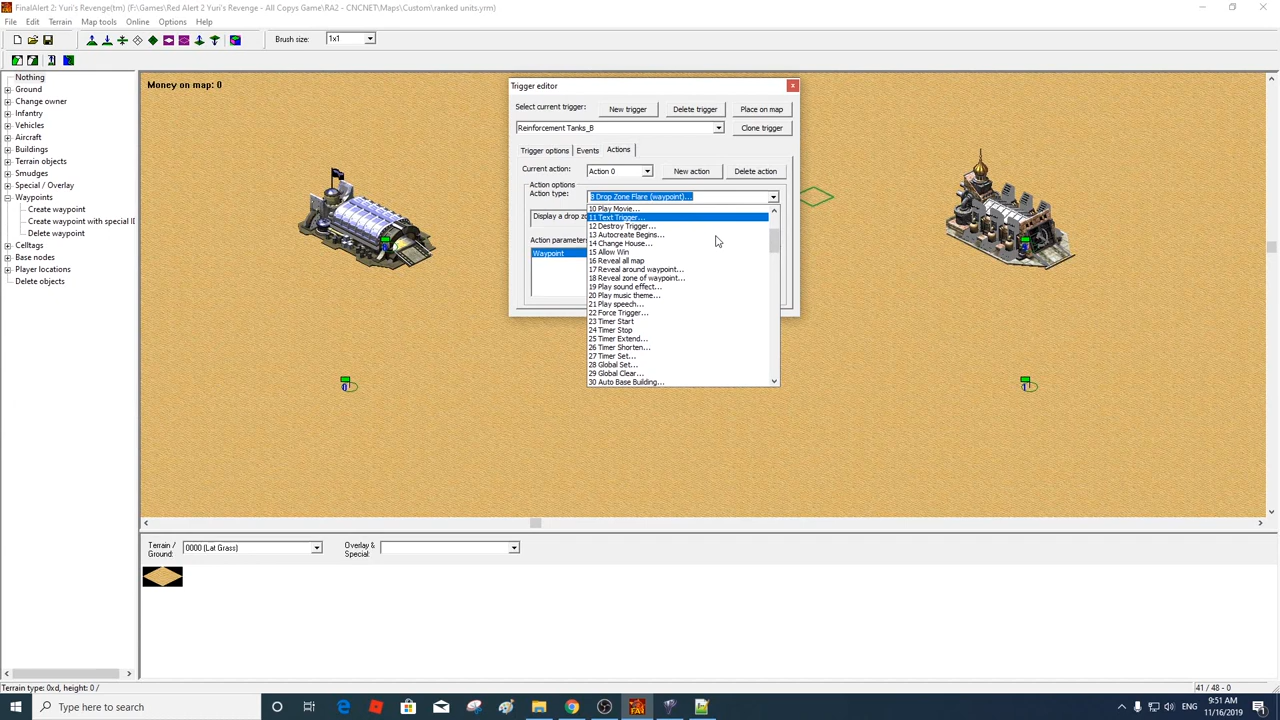 FinalAlert 2: Yuri's Revenge(tm) (F:\Games\Red Alert 2 Yuri's Revenge - All Copys Game\RA2 - CNCNET\Maps\Custom\ranked units.yrm)
File Edit Terrain Map tools Online Options Help
Brush size: 1x1
Nothing
Ground
Change owner
Infantry
Vehicles
Aircraft
Buildings
Terrain objects
Smudges
Special / Overlay
Waypoints
Create waypoint
Create waypoint with special I
Delete waypoint
Celltags
Base nodes
Player locations
Delete objects
Money on map: 0
Trigger editor
Select current trigger: New trigger Delete trigger Place on map
Reinforcement Tanks_B Clone trigger
Trigger options Events Actions
Current action: Action 0 New action Delete action
Action options
Action type: 8 Drop Zone Flare (waypoint)...
Display a drop zo
Action parameters
Waypoint
10 Play Movie...
11 Text Trigger...
12 Destroy Trigger...
13 Autocreate Begins...
14 Change House...
15 Allow Win
16 Reveal all map
17 Reveal around waypoint...
18 Reveal zone of waypoint...
19 Play sound effect...
20 Play music theme...
21 Play speech...
22 Force Trigger...
23 Timer Start
24 Timer Stop
25 Timer Extend...
26 Timer Shorten...
27 Timer Set...
28 Global Set...
29 Global Clear...
30 Auto Base Building...
0
1
Terrain / Ground: 0000 (Lat Grass) Overlay & Special:
Terrain type: 0xd, height: 0 /
41 / 48 - 0
Type here to search
FA
ENG
9:51 AM
11/16/2019